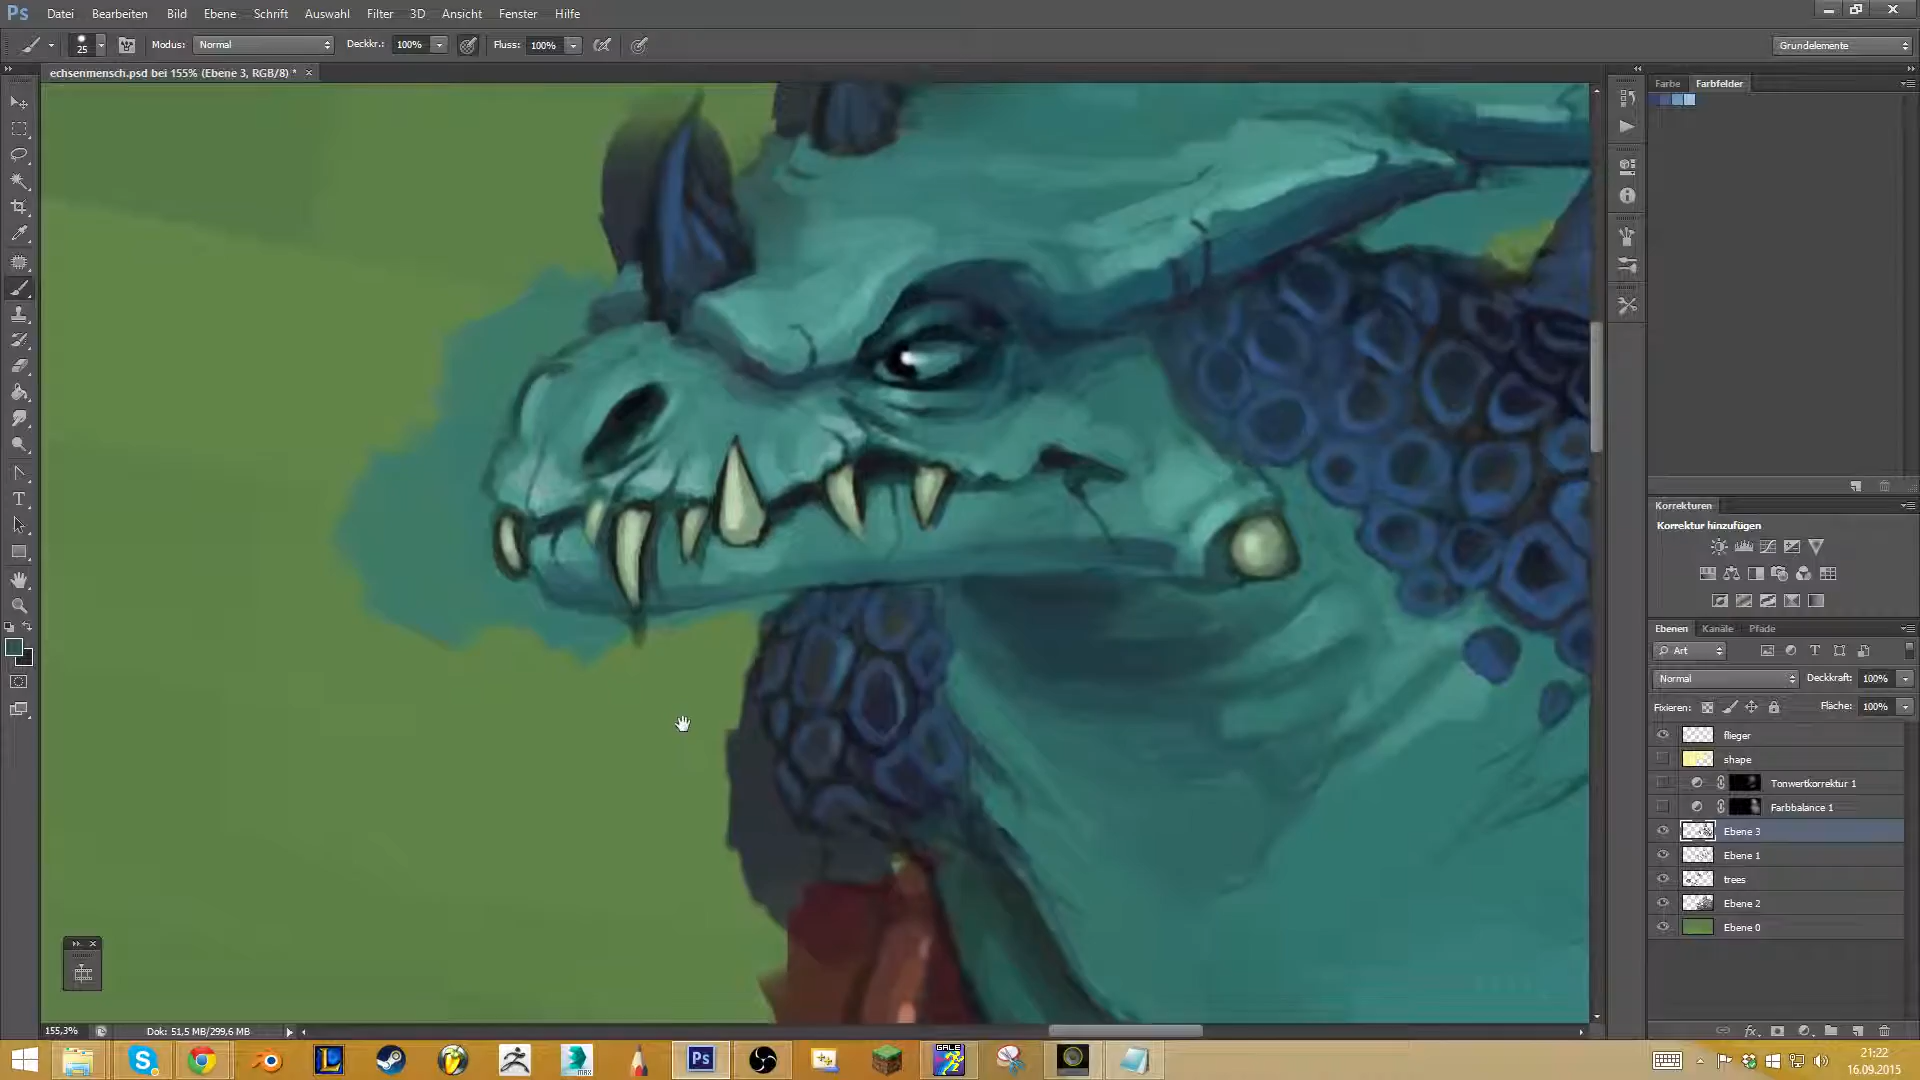 Ps Datei Bearbeiten Bild Ebene Schrift Auswahl Filter 3D Ansicht Fenster Hilfe
25 Modus: Normal Deckkr.: 100% Fluss: 100% Grundelemente
echsenmensch.psd bei 155% (Ebene 3, RGB/8) *
Farbe Farbfelder
Korrekturen
Korrektur hinzufügen
Ebenen Kanäle Pfade
Art
Normal Deckkraft: 100%
Fixieren: Fläche: 100%
flieger
shape
Tonwertkorrektur 1
Farbbalance 1
Ebene 3
Ebene 1
trees
Ebene 2
Ebene 0
155,3% Dok: 51,5 MB/299,6 MB
MAX Ps GALE
21:22
16.09.2015